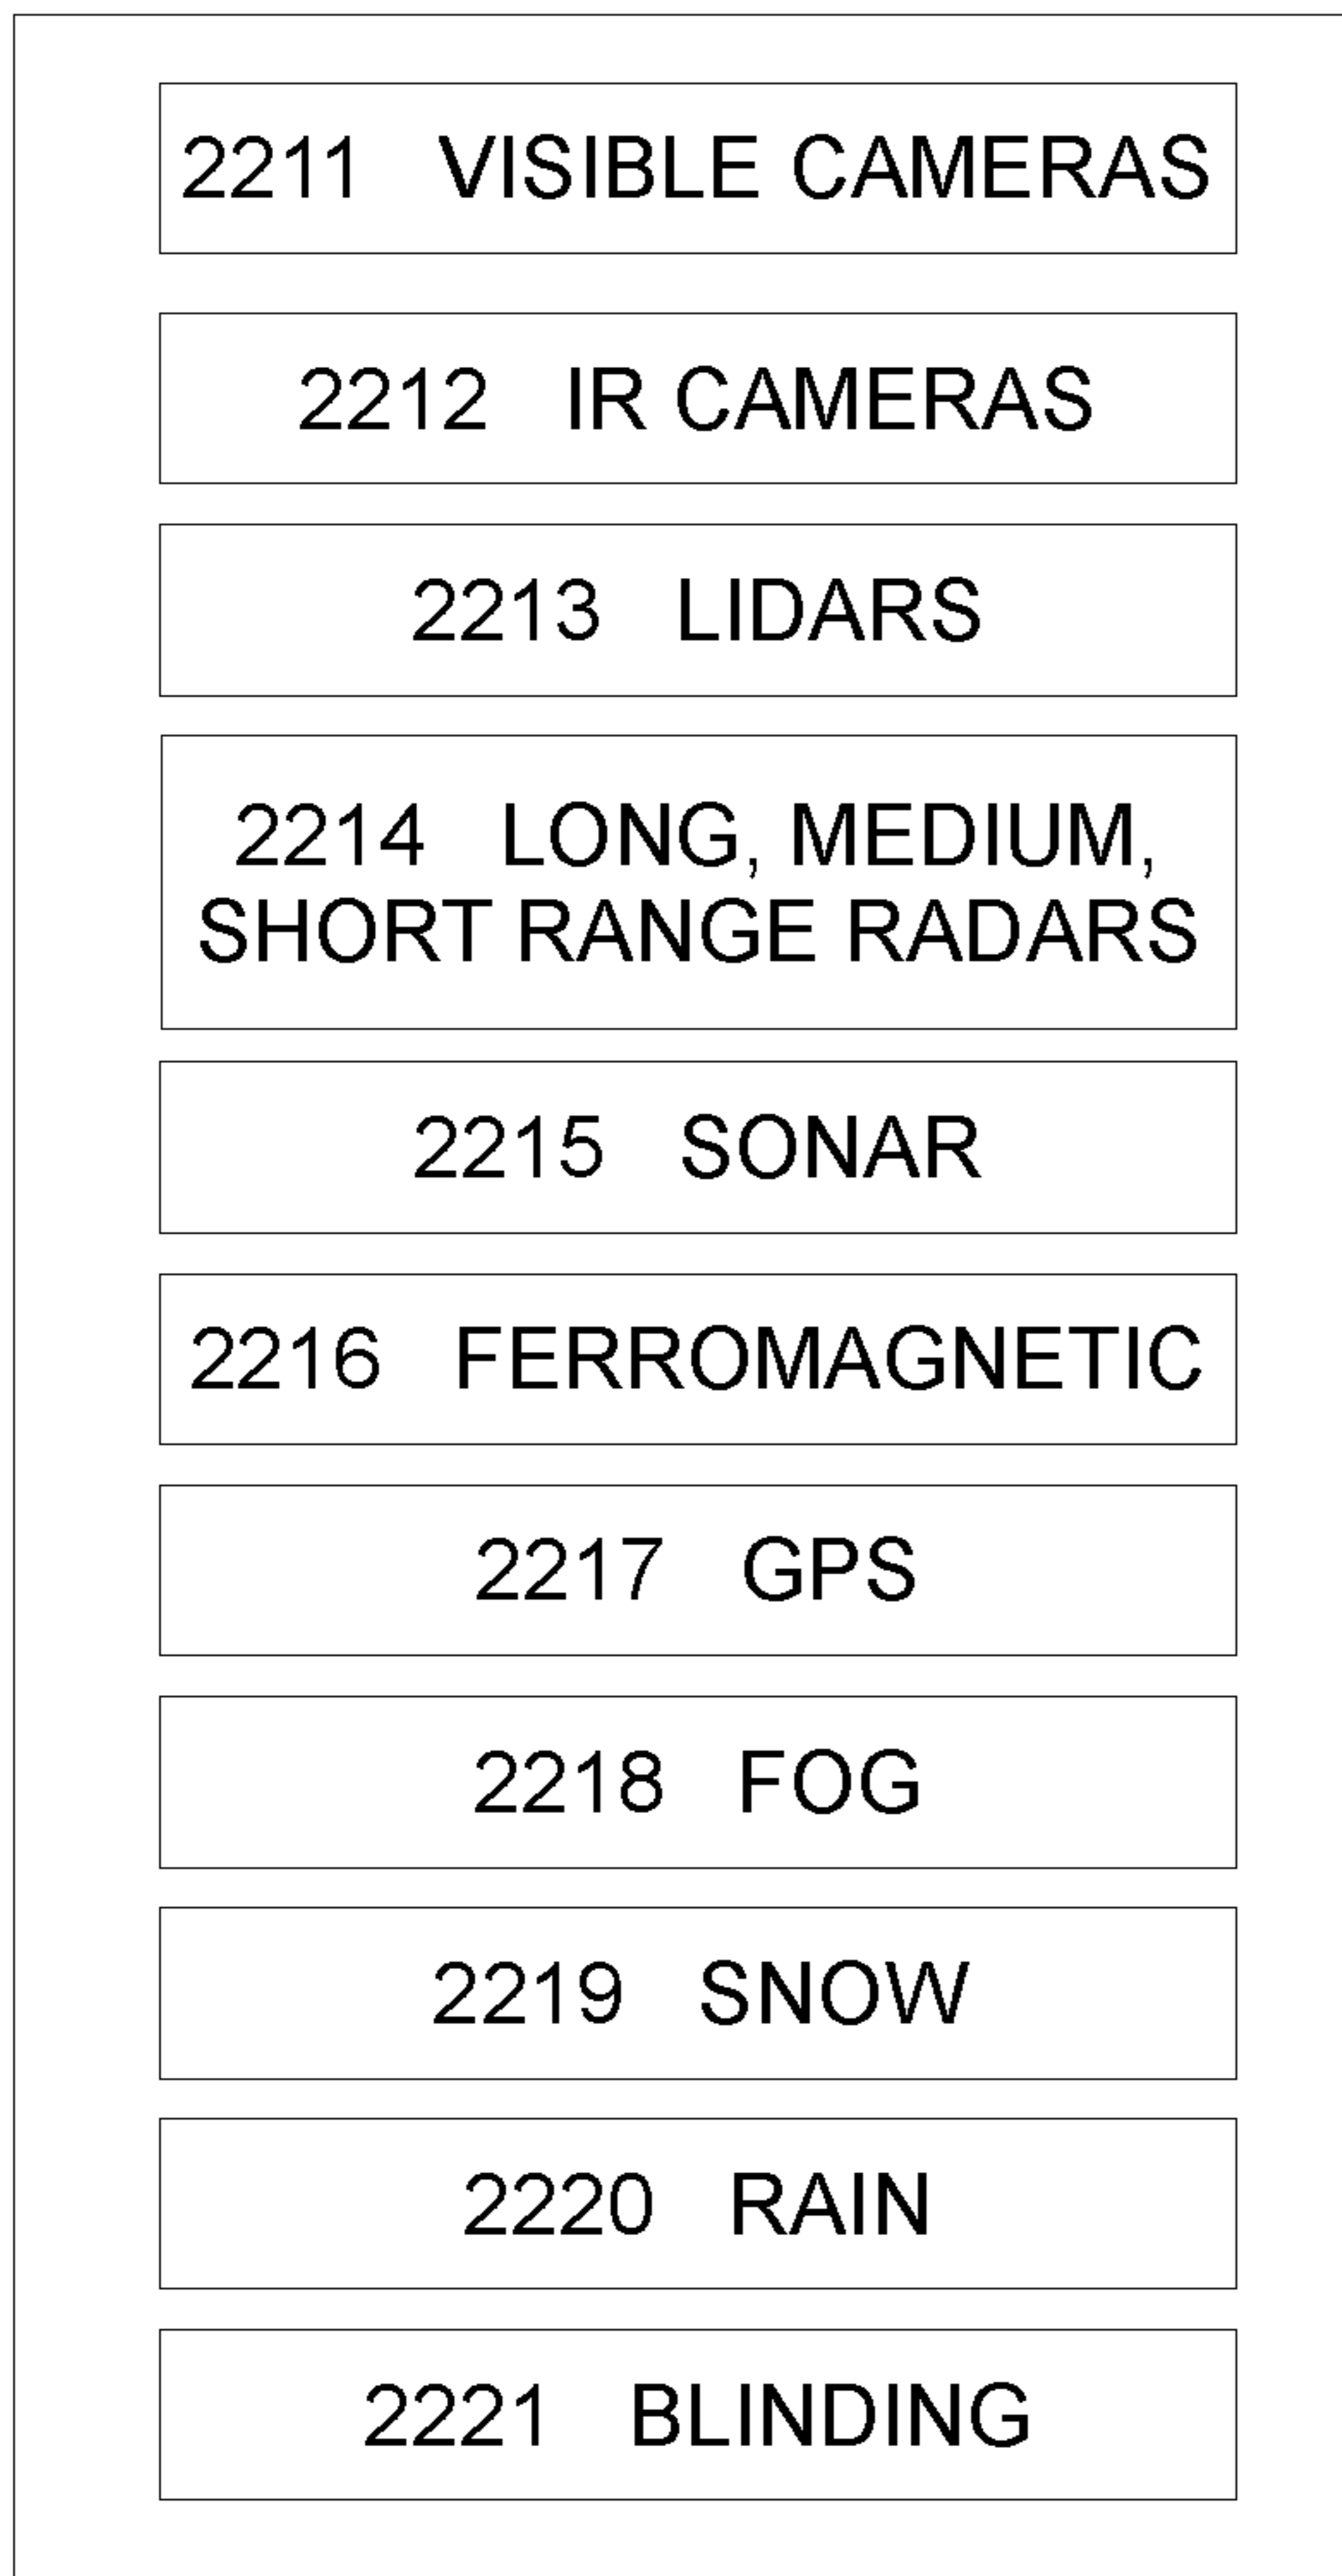 2211 VISIBLE CAMERAS
2212 IR CAMERAS
2213 LIDARS
2214 LONG, MEDIUM,
SHORT RANGE RADARS
2215 SONAR
2216 FERROMAGNETIC
2217 GPS
2218 FOG
2219 SNOW
2220 RAIN
2221 BLINDING